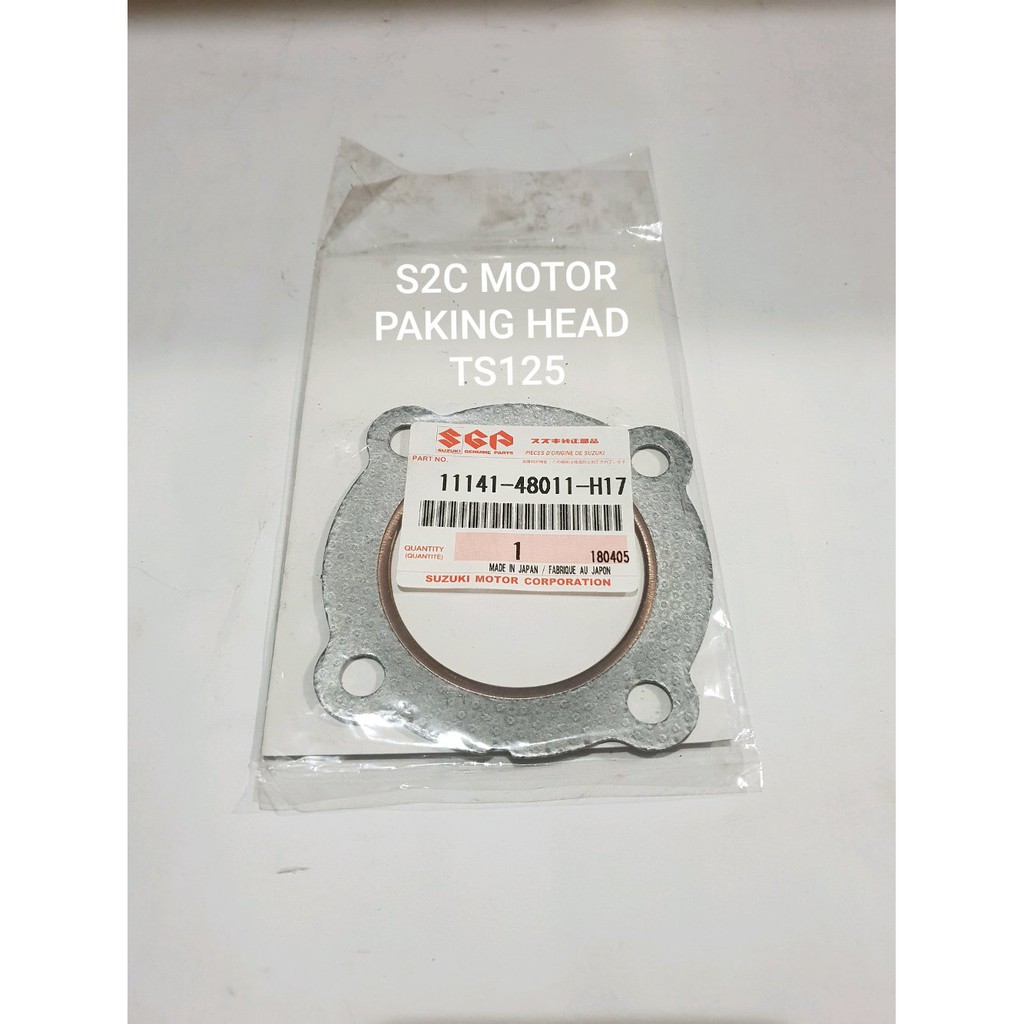 S2C MOTOR
PAKING HEAD
TS125
SGP
SUZUKI GENUINE PARTS
スズキ純正部品
PIECES D'ORIGINE DE SUZUKI
PART NO.
11141-48011-H17
QUANTITY
(QUANTITÉ)
1
180405
MADE IN JAPAN / FABRIQUE AU JAPON
SUZUKI MOTOR CORPORATION